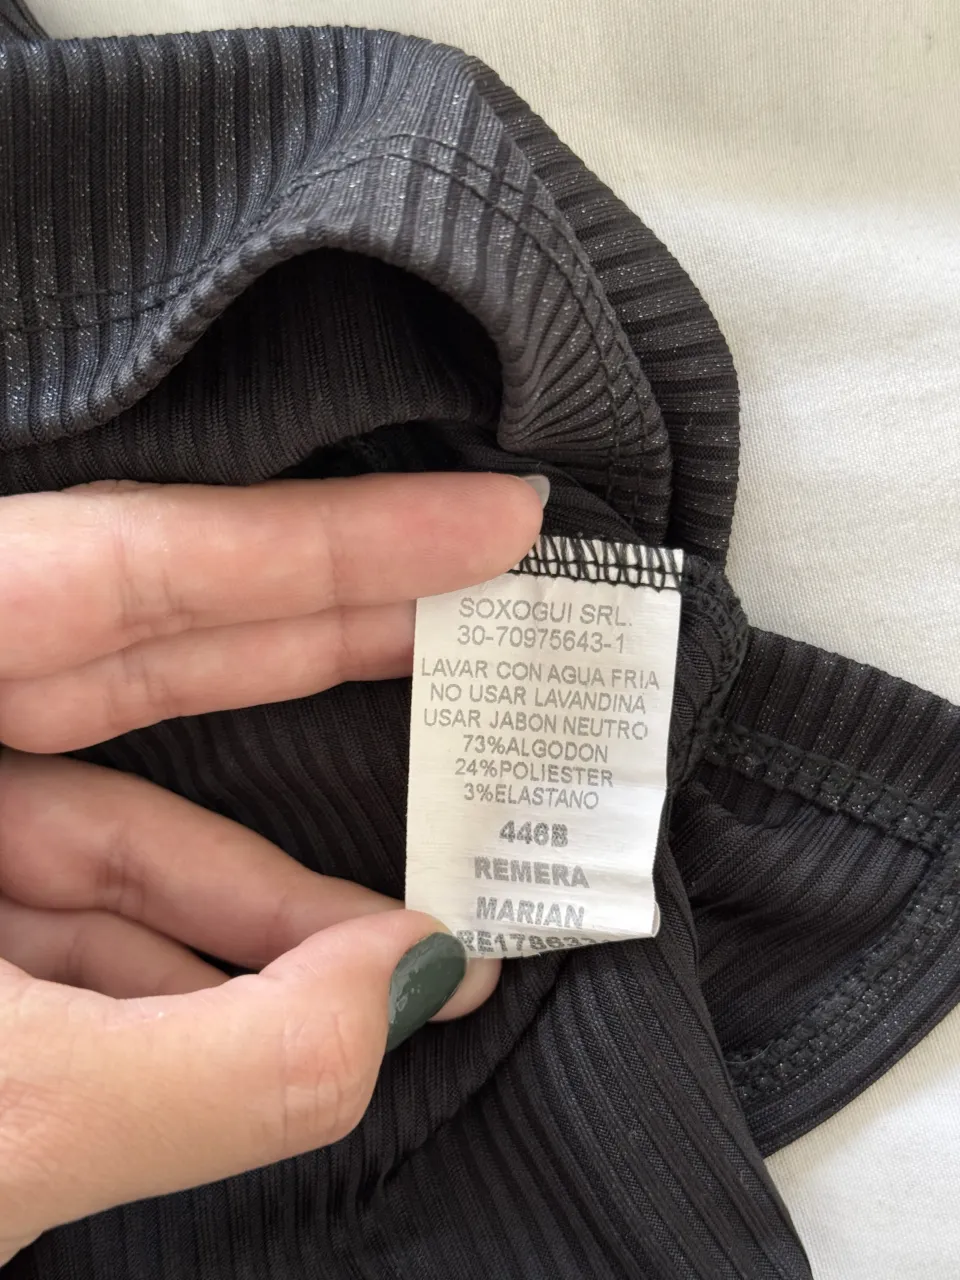 SOXOGUI SRL.
30-70975643-1
LAVAR CON AGUA FRIA
NO USAR LAVANDINA
USAR JABON NEUTRO
73%ALGODON
24%POLIESTER
3%ELASTANO
446B
REMERA
MARIAN